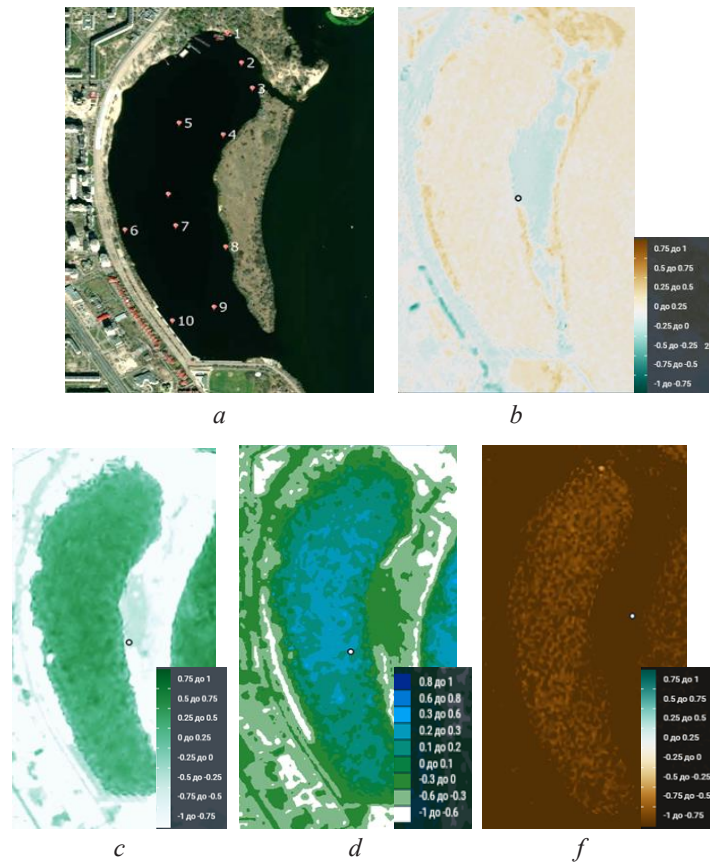 1
2
3
4
5
6
7
8
9
10
0.75 до 1
0.5 до 0.75
0.25 до 0.5
0 до 0.25
-0.25 до 0
-0.5 до -0.25
2
-0.75 до -0.5
-1 до -0.75
a
b
0.75 до 1
0.5 до 0.75
0.25 до 0.5
0 до 0.25
-0.25 до 0
-0.5 до -0.25
-0.75 до -0.5
-1 до -0.75
0.8 до 1
0.6 до 0.8
0.3 до 0.6
0.2 до 0.3
0.1 до 0.2
0 до 0.1
-0.3 до 0
-0.6 до -0.3
-1 до -0.6
0.75 до 1
0.5 до 0.75
0.25 до 0.5
0 до 0.25
-0.25 до 0
-0.5 до -0.25
-0.75 до -0.5
-1 до -0.75
c
d
f